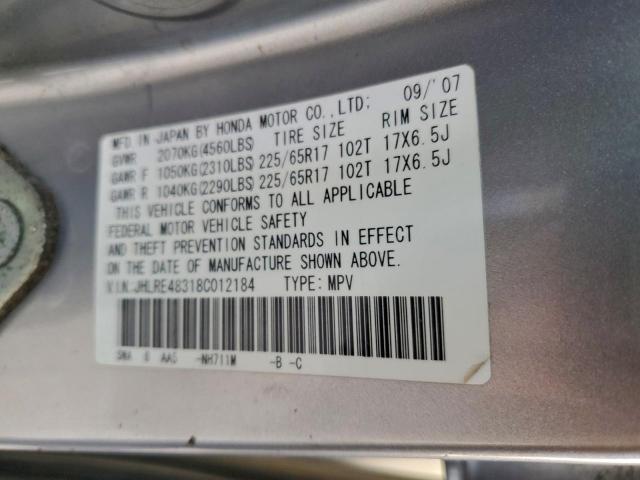 MFD. IN JAPAN BY HONDA MOTOR CO.,LTD; 09/'07
GVWR 2070KG(4560LBS) TIRE SIZE RIM SIZE
GAWR F 1050KG(2310LBS) 225/65R17 102T 17X6.5J
GAWR R 1040KG(2290LBS) 225/65R17 102T 17X6.5J
THIS VEHICLE CONFORMS TO ALL APPLICABLE
FEDERAL MOTOR VEHICLE SAFETY
AND THEFT PREVENTION STANDARDS IN EFFECT
ON THE DATE OF MANUFACTURE SHOWN ABOVE.
V.I.N.:JHLRE48318C012184 TYPE: MPV
SWA 6 AA5 -NH711M -B -C